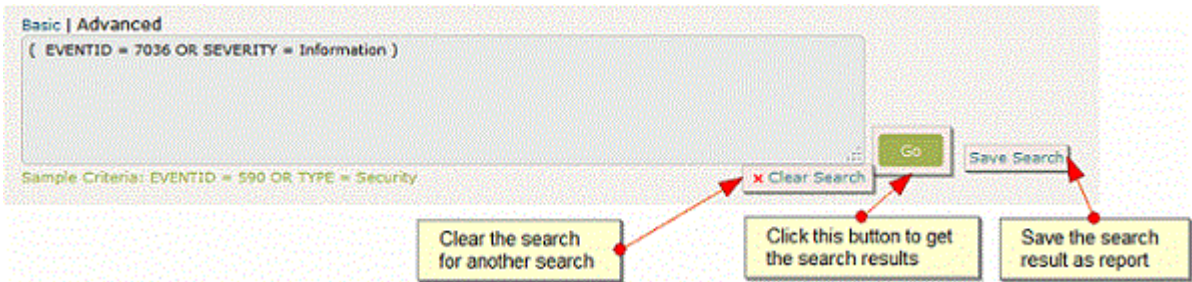 Basic | Advanced
( EVENTID = 7036 OR SEVERITY = Information )
Go
Save Search
Sample Criteria: EVENTID = 590 OR TYPE = Security
x Clear Search
Clear the search
for another search
Click this button to get
the search results
Save the search
result as report